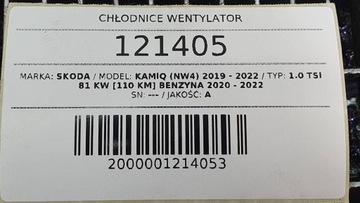 CHŁODNICE WENTYLATOR
121405
MARKA: SKODA / MODEL: KAMIQ (NW4) 2019 - 2022 / TYP: 1.0 TSI
81 KW [110 KM] BENZYNA 2020 - 2022
SN: --- / JAKOŚĆ: A
2000001214053